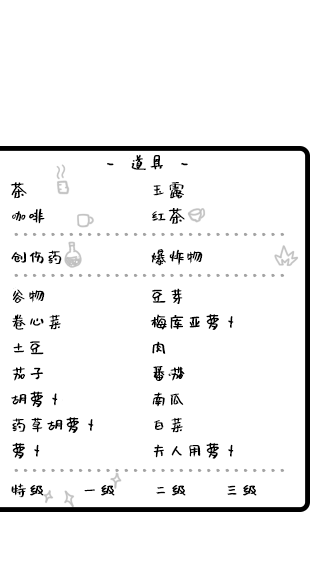 - 道具 -
茶 玉露
咖啡 红茶
创伤药 爆炸物
谷物 豆芽
卷心菜 梅库亚萝卜
土豆 肉
茄子 番茄
胡萝卜 南瓜
药草胡萝卜 白菜
萝卜 夫人用萝卜
特级 一级 二级 三级